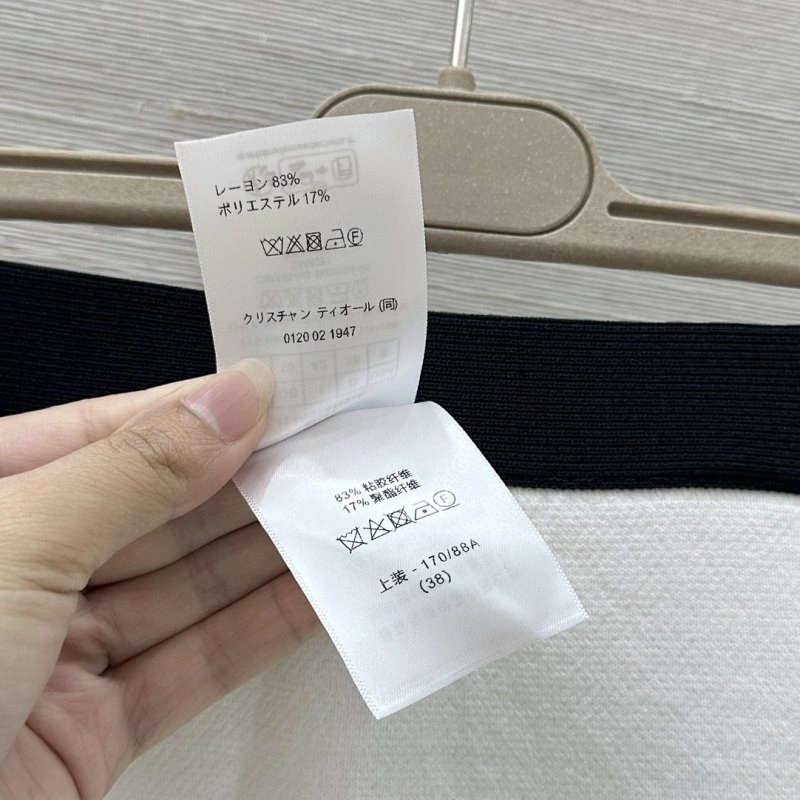 レーヨン 83%
ポリエステル 17%
クリスチャン ディオール (同)
0120 02 1947
83% 粘胶纤维
17% 聚酯纤维
上装 - 170/88A
(38)